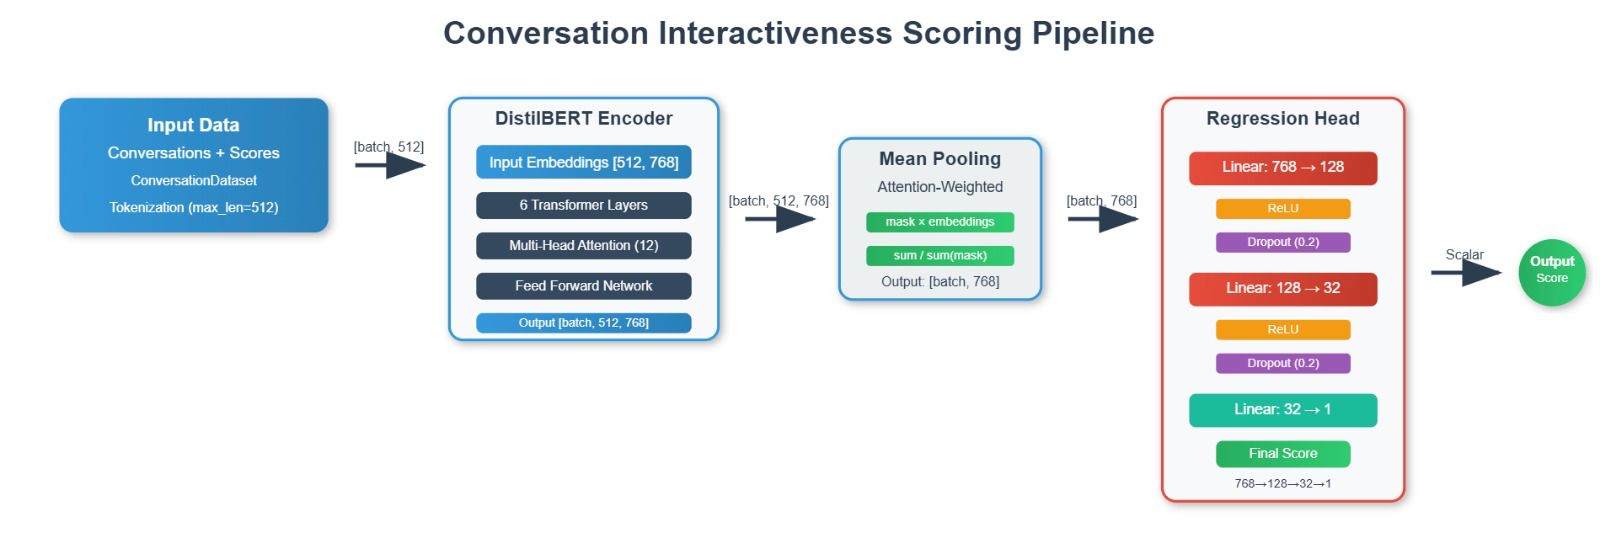 Conversation Interactiveness Scoring Pipeline
Input Data
Conversations + Scores
ConversationDataset
Tokenization (max_len=512)
[batch, 512]
DistilBERT Encoder
Input Embeddings [512, 768]
6 Transformer Layers
Multi-Head Attention (12)
Feed Forward Network
Output [batch, 512, 768]
[batch, 512, 768]
Mean Pooling
Attention-Weighted
mask × embeddings
sum / sum(mask)
Output: [batch, 768]
[batch, 768]
Regression Head
Linear: 768 → 128
ReLU
Dropout (0.2)
Linear: 128 → 32
ReLU
Dropout (0.2)
Linear: 32 → 1
Final Score
768→128→32→1
Scalar
Output
Score